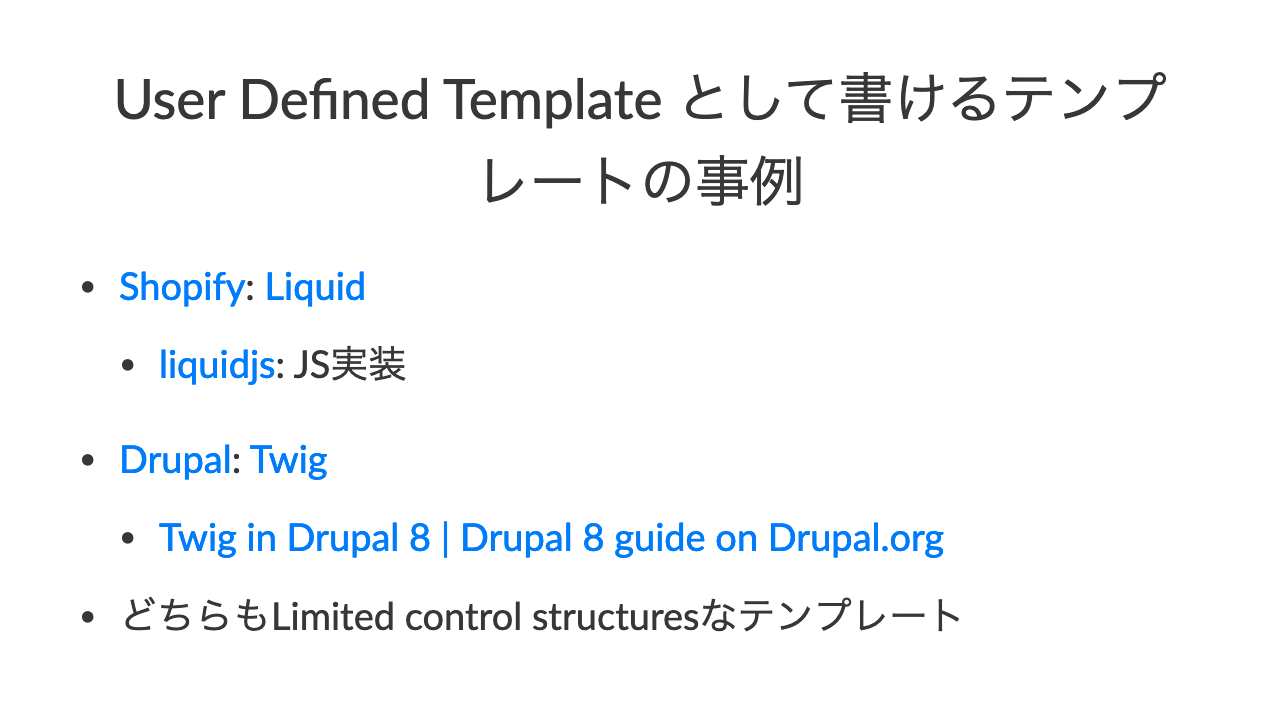 User Defined Template として書けるテンプ
レートの事例
• Shopify: Liquid
• liquidjs: JS実装
• Drupal: Twig
• Twig in Drupal 8 | Drupal 8 guide on Drupal.org
• どちらもLimited control structuresなテンプレート